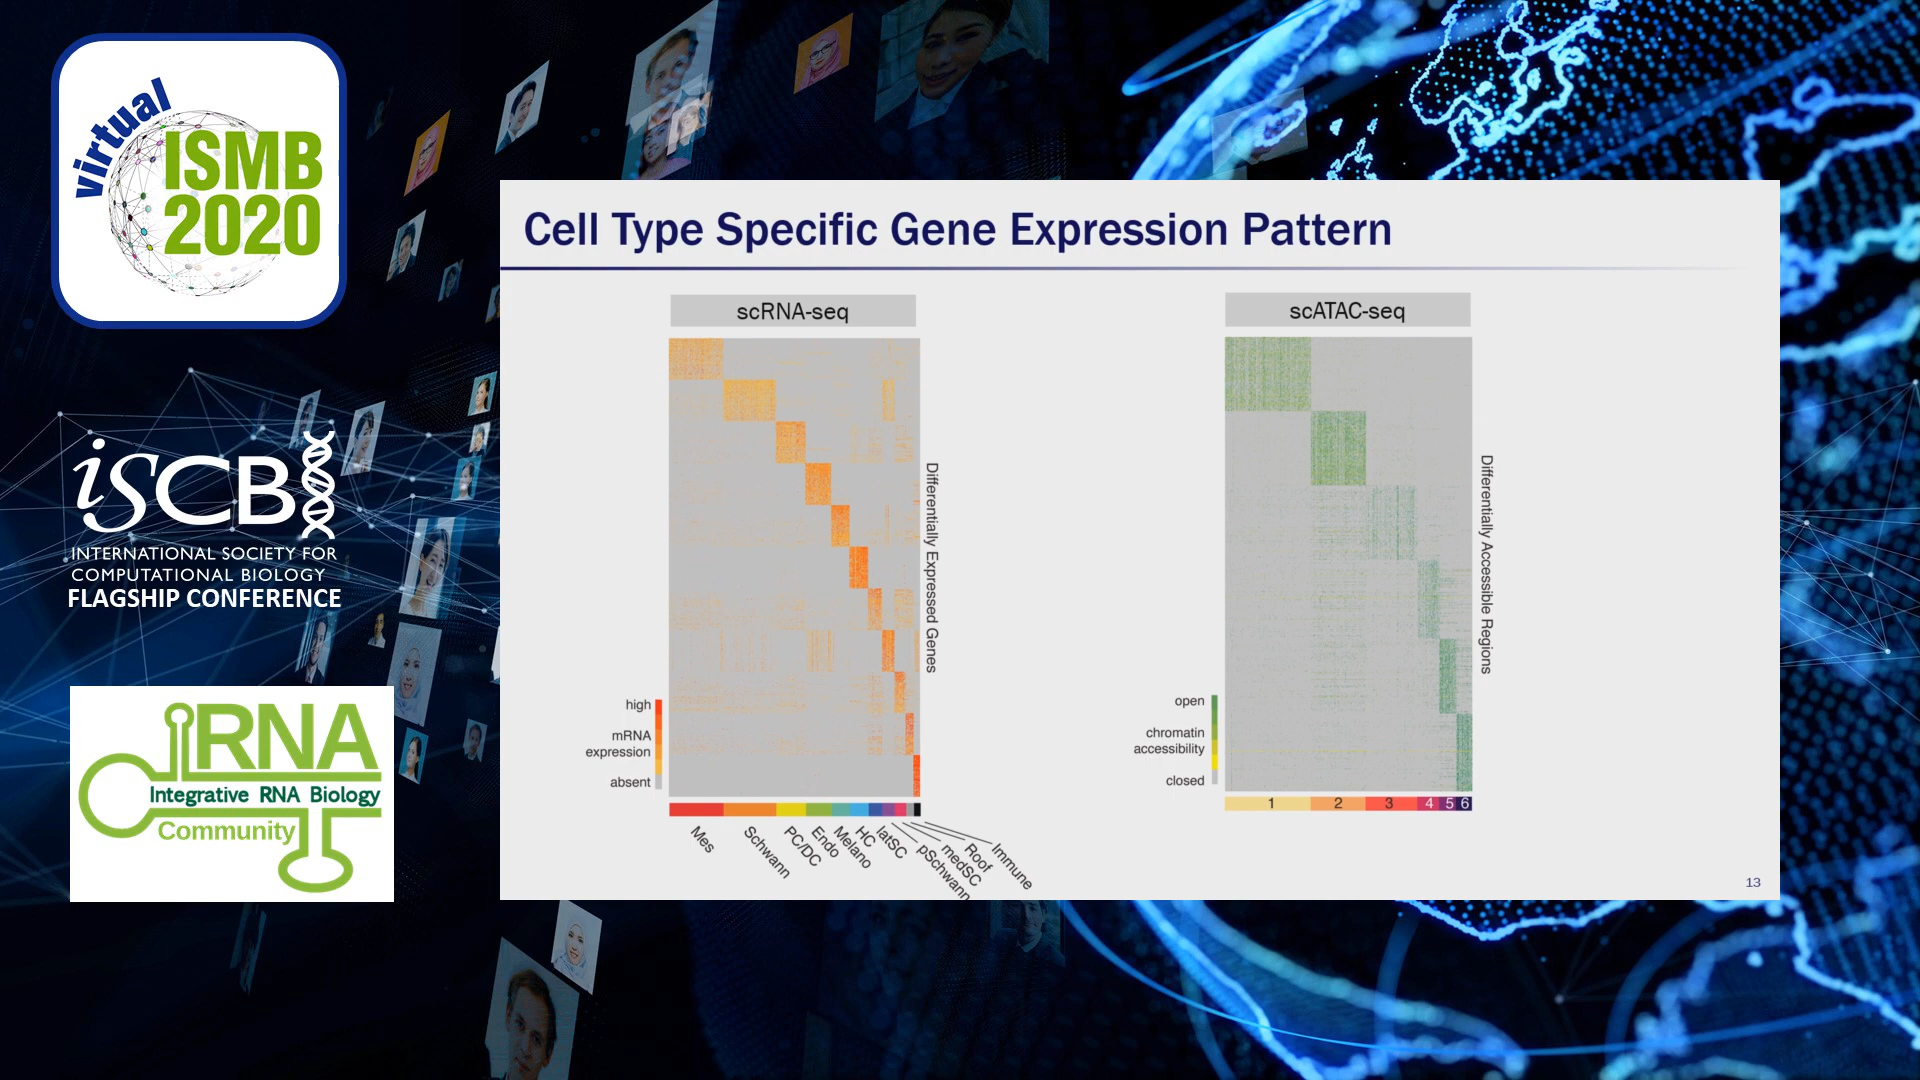 virtual
ISMB
2020
iSCB
INTERNATIONAL SOCIETY FOR
COMPUTATIONAL BIOLOGY
FLAGSHIP CONFERENCE
iRNA
Integrative RNA Biology
Community
Cell Type Specific Gene Expression Pattern
scRNA-seq
Differentially Expressed Genes
high
mRNA
expression
absent
Mes
Schwann
PC/DC
Endo
Melano
HC
latSC
pSchwann
medSC
Roof
Immune
scATAC-seq
Differentially Accessible Regions
open
chromatin
accessibility
closed
1 2 3 4 5 6
13